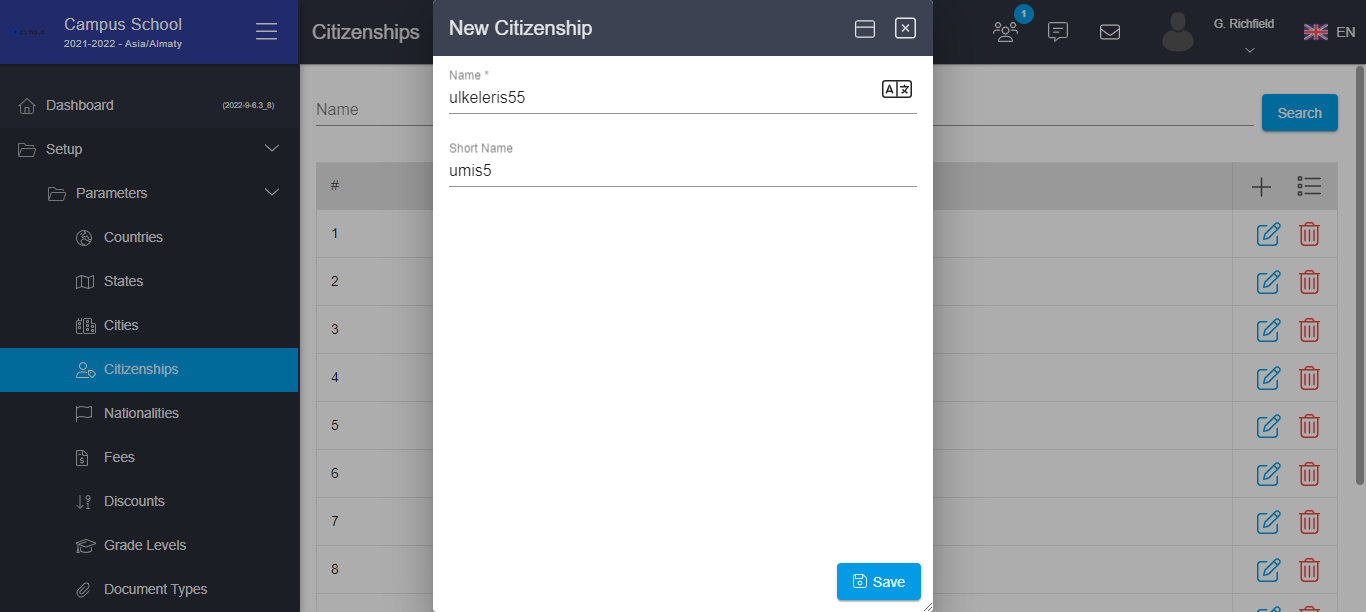 Campus School
2021-2022 - Asia/Almaty
Citizenships
New Citizenship
1
G. Richfield
EN
Dashboard
(2022-9-6.3_8)
Setup
Parameters
Countries
States
Cities
Citizenships
Nationalities
Fees
Discounts
Grade Levels
Document Types
Name
Search
#
1
2
3
4
5
6
7
8
Name *
ulkeleris55
Short Name
umis5
Save